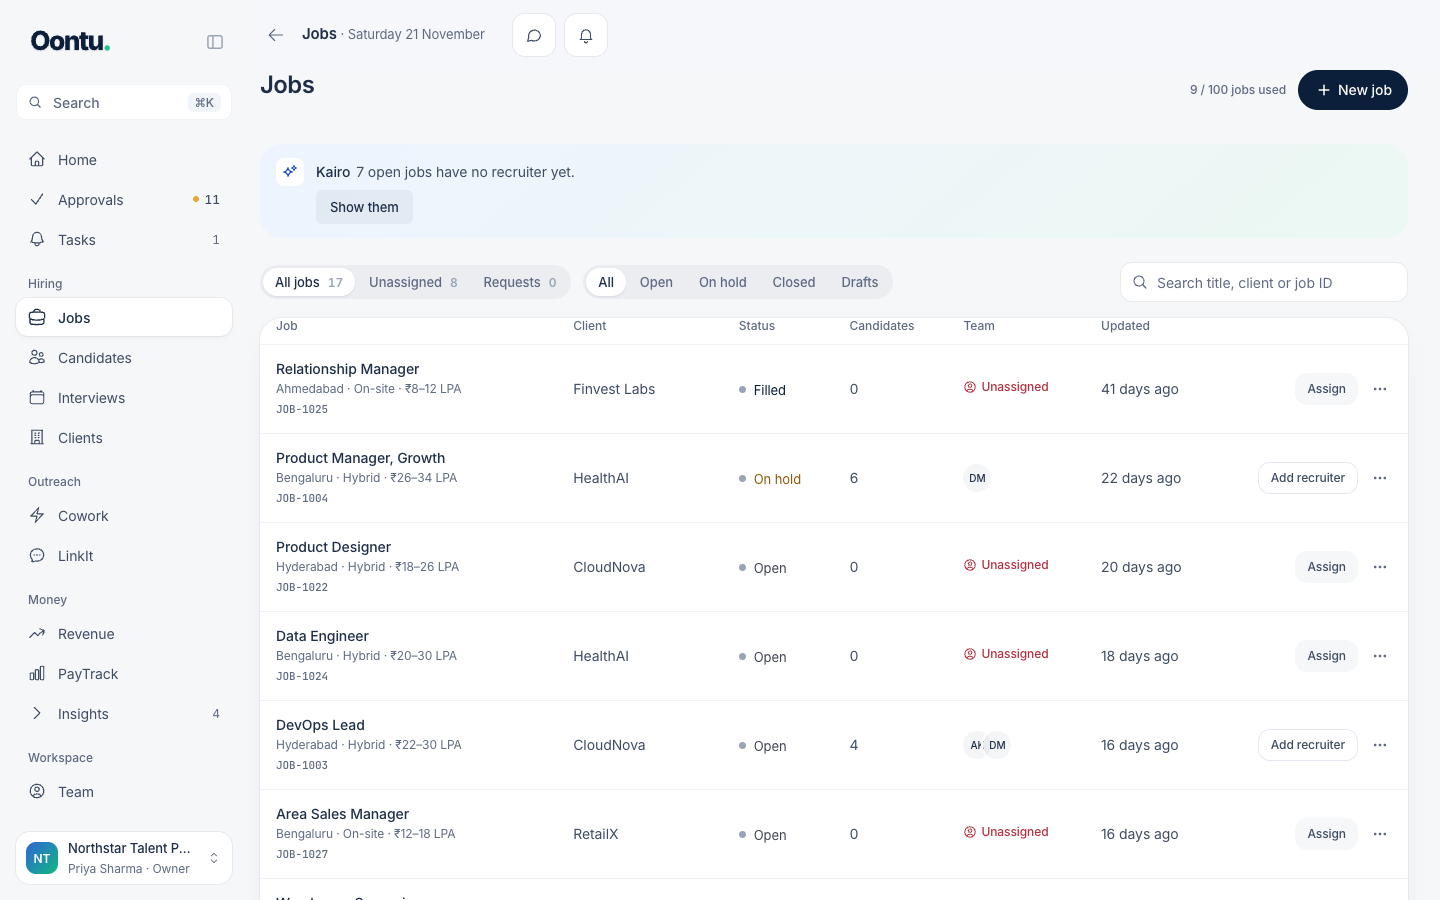 Oontu.
Search ⌘K
Home
Approvals 11
Tasks 1
Hiring
Jobs
Candidates
Interviews
Clients
Outreach
Cowork
LinkIt
Money
Revenue
PayTrack
Insights 4
Workspace
Team
NT Northstar Talent P...
Priya Sharma · Owner
Jobs · Saturday 21 November
Jobs
9 / 100 jobs used
+ New job
Kairo 7 open jobs have no recruiter yet.
Show them
All jobs 17 Unassigned 8 Requests 0
All Open On hold Closed Drafts
Search title, client or job ID
Job Client Status Candidates Team Updated
Relationship Manager
Ahmedabad · On-site · ₹8–12 LPA
JOB-1025
Finvest Labs Filled 0 Unassigned 41 days ago Assign
Product Manager, Growth
Bengaluru · Hybrid · ₹26–34 LPA
JOB-1004
HealthAI On hold 6 DM 22 days ago Add recruiter
Product Designer
Hyderabad · Hybrid · ₹18–26 LPA
JOB-1022
CloudNova Open 0 Unassigned 20 days ago Assign
Data Engineer
Bengaluru · Hybrid · ₹20–30 LPA
JOB-1024
HealthAI Open 0 Unassigned 18 days ago Assign
DevOps Lead
Hyderabad · Hybrid · ₹22–30 LPA
JOB-1003
CloudNova Open 4 DM 16 days ago Add recruiter
Area Sales Manager
Bengaluru · On-site · ₹12–18 LPA
JOB-1027
RetailX Open 0 Unassigned 16 days ago Assign